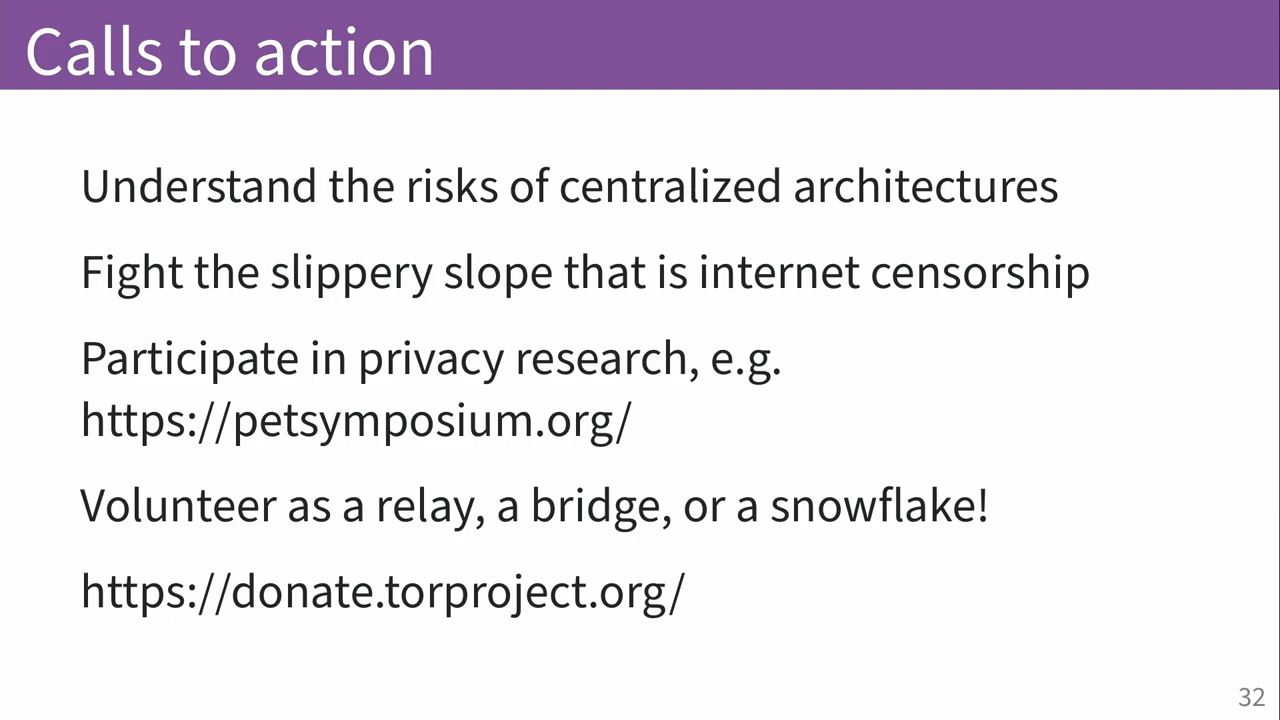 Calls to action
Understand the risks of centralized architectures
Fight the slippery slope that is internet censorship
Participate in privacy research, e.g.
https://petsymposium.org/
Volunteer as a relay, a bridge, or a snowflake!
https://donate.torproject.org/
32